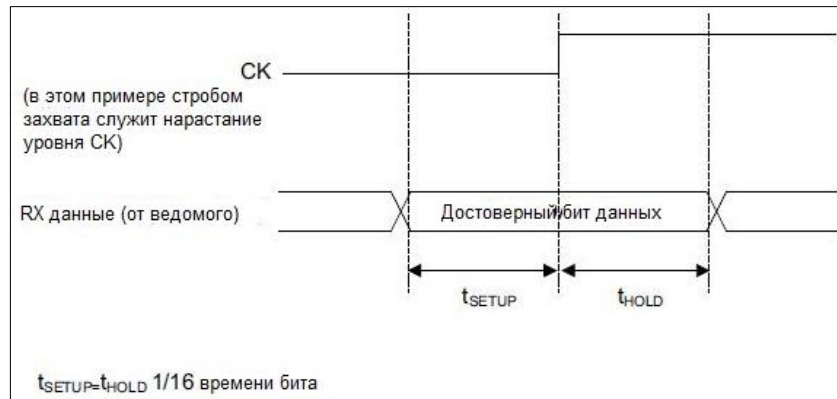 CK
(в этом примере стробом
захвата служит нарастание
уровня CK)
RX данные (от ведомого)
Достоверный бит данных
tSETUP
tHOLD
tSETUP=tHOLD 1/16 времени бита